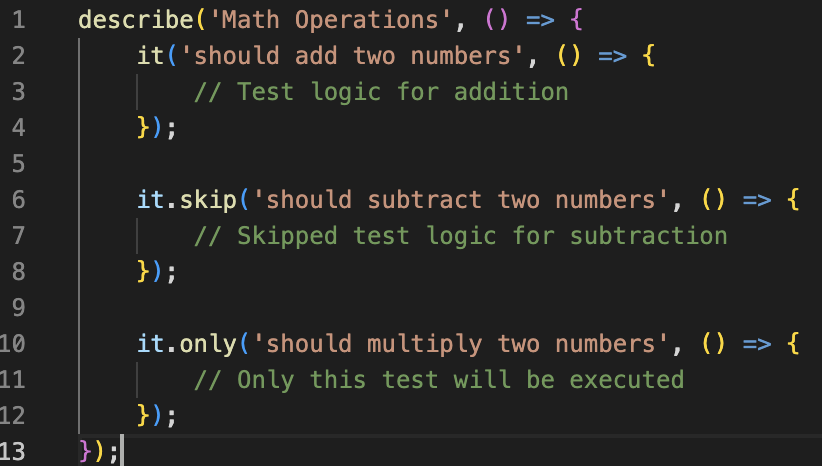 1 describe('Math Operations', () => {
2     it('should add two numbers', () => {
3         // Test logic for addition
4     });
5
6     it.skip('should subtract two numbers', () => {
7         // Skipped test logic for subtraction
8     });
9
10     it.only('should multiply two numbers', () => {
11         // Only this test will be executed
12     });
13 });